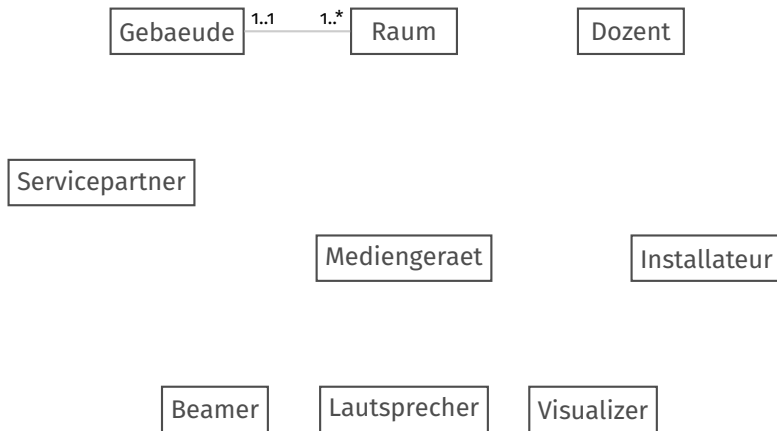 Gebaeude 1..1 1..* Raum Dozent
Servicepartner
Mediengeraet Installateur
Beamer Lautsprecher Visualizer